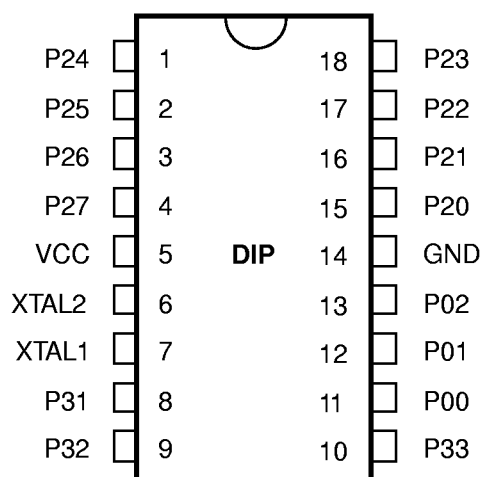 P24 1 18 P23
P25 2 17 P22
P26 3 16 P21
P27 4 15 P20
VCC 5 DIP 14 GND
XTAL2 6 13 P02
XTAL1 7 12 P01
P31 8 11 P00
P32 9 10 P33